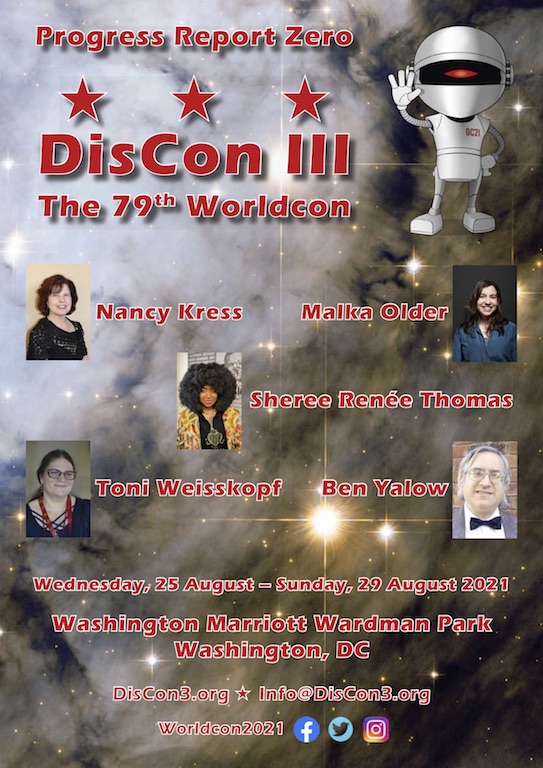 Progress Report Zero
DisCon III
The 79th Worldcon
DC21
Nancy Kress
Malka Older
Sheree Renée Thomas
Toni Weisskopf
Ben Yalow
Wednesday, 25 August – Sunday, 29 August 2021
Washington Marriott Wardman Park
Washington, DC
DisCon3.org ★ Info@DisCon3.org
Worldcon2021